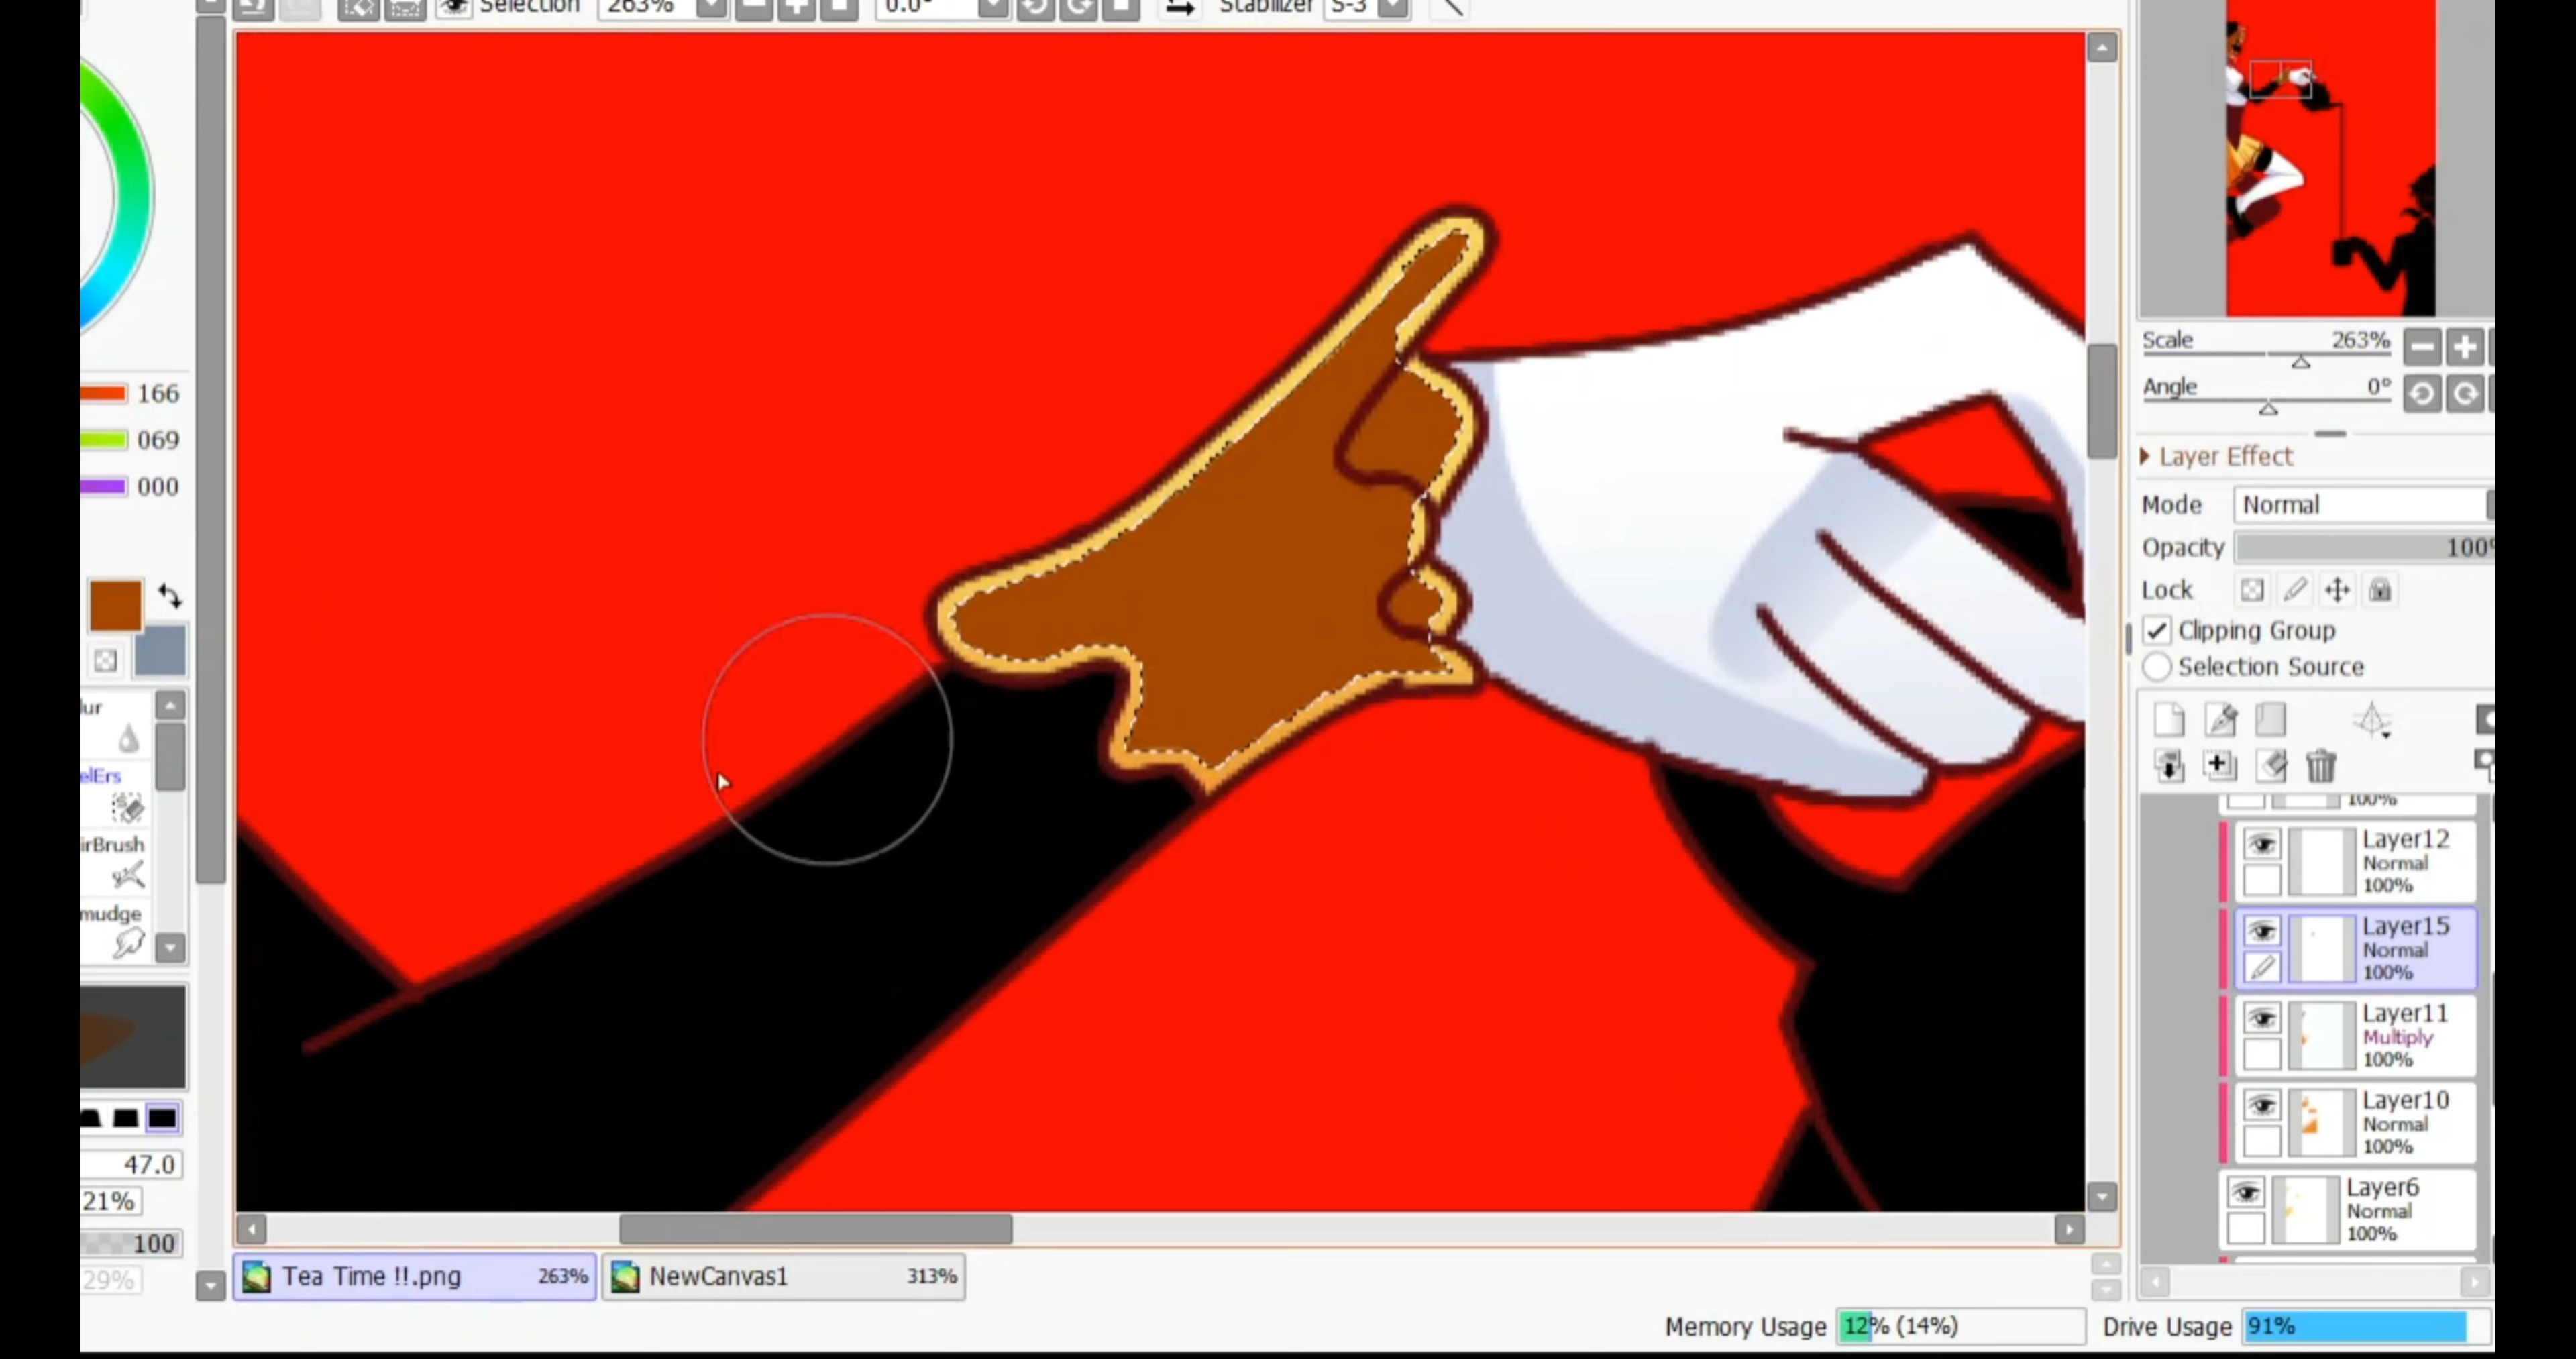 Selection 263% 0.0° Stabilizer S-3
166
069
000
ur
elErs
irBrush
mudge
47.0
21%
100
29%
Scale 263%
Angle 0°
Layer Effect
Mode Normal
Opacity 100%
Lock
Clipping Group
Selection Source
100%
Layer12
Normal
100%
Layer15
Normal
100%
Layer11
Multiply
100%
Layer10
Normal
100%
Layer6
Normal
100%
Tea Time !!.png 263% NewCanvas1 313%
Memory Usage 12% (14%) Drive Usage 91%